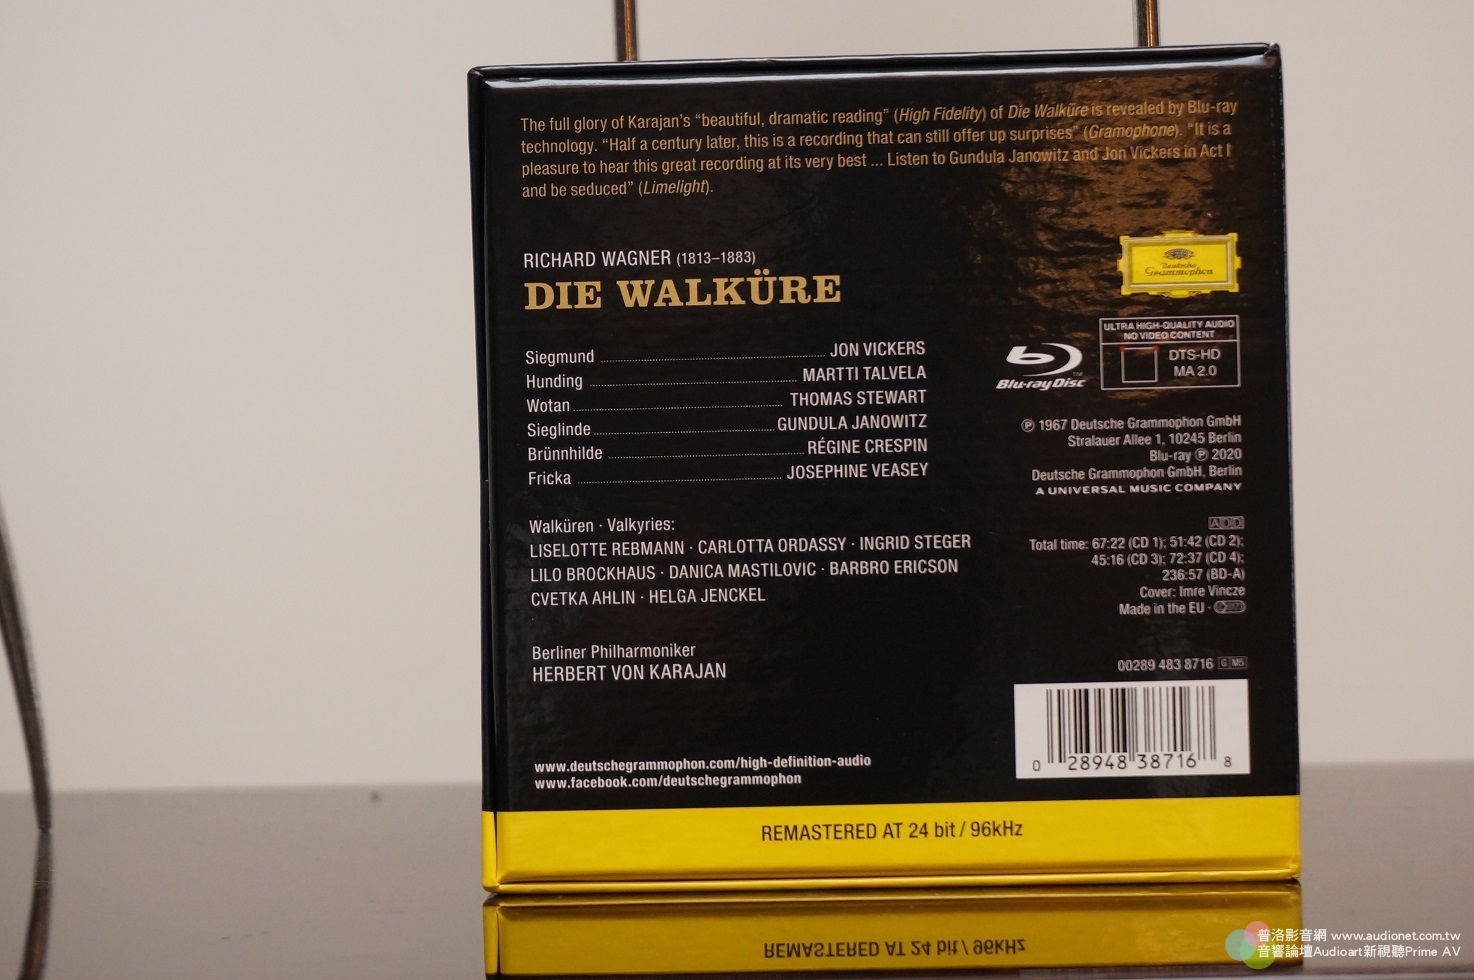 The full glory of Karajan's “beautiful, dramatic reading” (High Fidelity) of Die Walküre is revealed by Blu-ray
technology. “Half a century later, this is a recording that can still offer up surprises” (Gramophone). “It is a
pleasure to hear this great recording at its very best ... Listen to Gundula Janowitz and Jon Vickers in Act I
and be seduced” (Limelight).
RICHARD WAGNER (1813–1883)
DIE WALKÜRE
Siegmund JON VICKERS
Hunding MARTTI TALVELA
Wotan THOMAS STEWART
Sieglinde GUNDULA JANOWITZ
Brünnhilde RÉGINE CRESPIN
Fricka JOSEPHINE VEASEY
Walküren · Valkyries:
LISELOTTE REBMANN · CARLOTTA ORDASSY · INGRID STEGER
LILO BROCKHAUS · DANICA MASTILOVIC · BARBRO ERICSON
CVETKA AHLIN · HELGA JENCKEL
Berliner Philharmoniker
HERBERT VON KARAJAN
www.deutschegrammophon.com/high-definition-audio
www.facebook.com/deutschegrammophon
Deutsche
Grammophon
Blu-ray Disc™
ULTRA HIGH-QUALITY AUDIO
NO VIDEO CONTENT
DTS-HD
MA 2.0
℗ 1967 Deutsche Grammophon GmbH
Stralauer Allee 1, 10245 Berlin
Blu-ray ℗ 2020
Deutsche Grammophon GmbH, Berlin
A UNIVERSAL MUSIC COMPANY
ADD
Total time: 67:22 (CD 1); 51:42 (CD 2);
45:16 (CD 3); 72:37 (CD 4);
236:57 (BD-A)
Cover: Imre Vincze
Made in the EU ·
00289 483 8716 G M5
0 28948 38716 8
REMASTERED AT 24 bit / 96kHz
REMASTERED AT 24 bit / 96kHz
普洛影音網 www.audionet.com.tw
音響論壇Audioart新視聽Prime AV